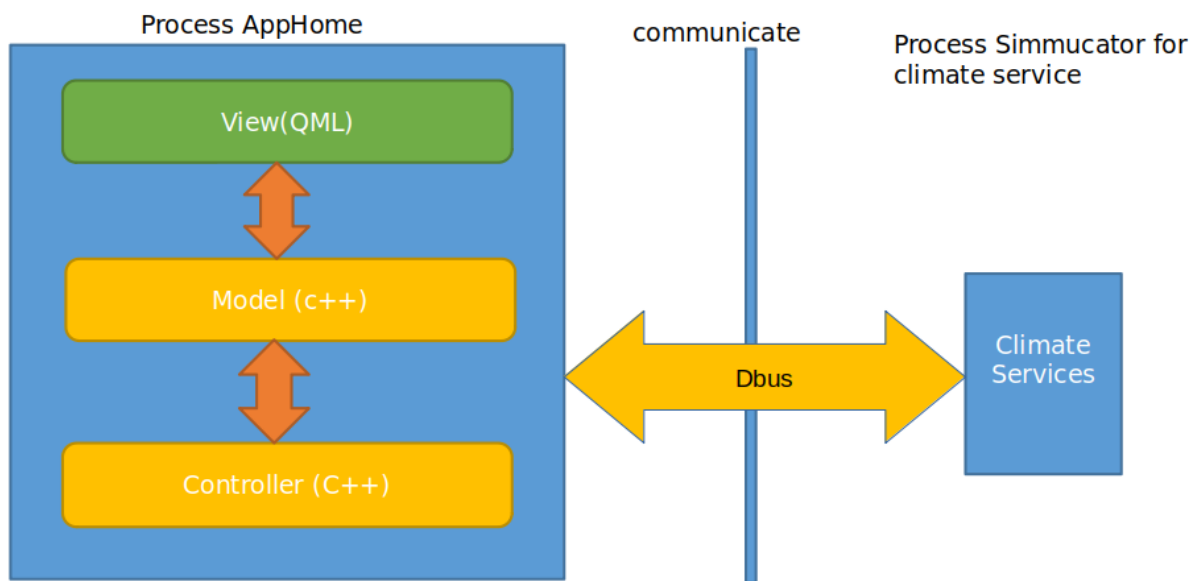 Process AppHome
communicate
Process Simmucator for
climate service
View(QML)
Model (c++)
Controller (C++)
Dbus
Climate
Services